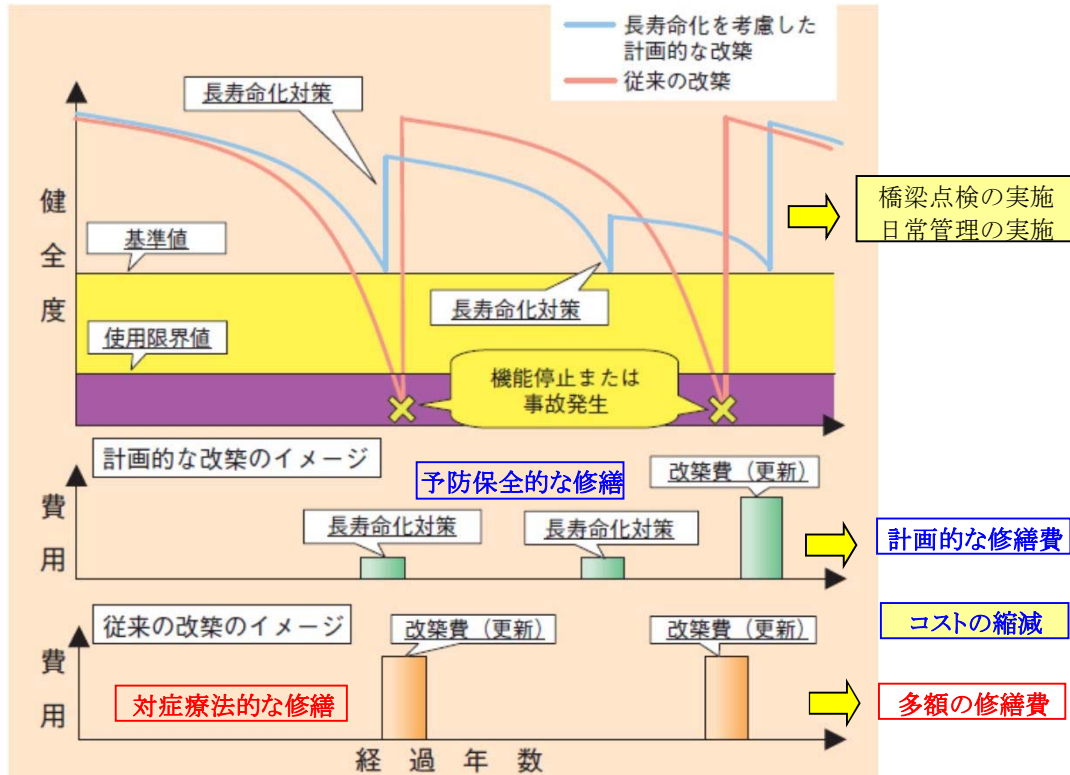 長寿命化を考慮した
計画的な改築
従来の改築
長寿命化対策
健全度
基準値
橋梁点検の実施
日常管理の実施
長寿命化対策
使用限界値
機能停止または
事故発生
計画的な改築のイメージ
予防保全的な修繕
改築費（更新）
費用
長寿命化対策
長寿命化対策
計画的な修繕費
従来の改築のイメージ
改築費（更新）
改築費（更新）
コストの縮減
費用
対症療法的な修繕
多額の修繕費
経過年数